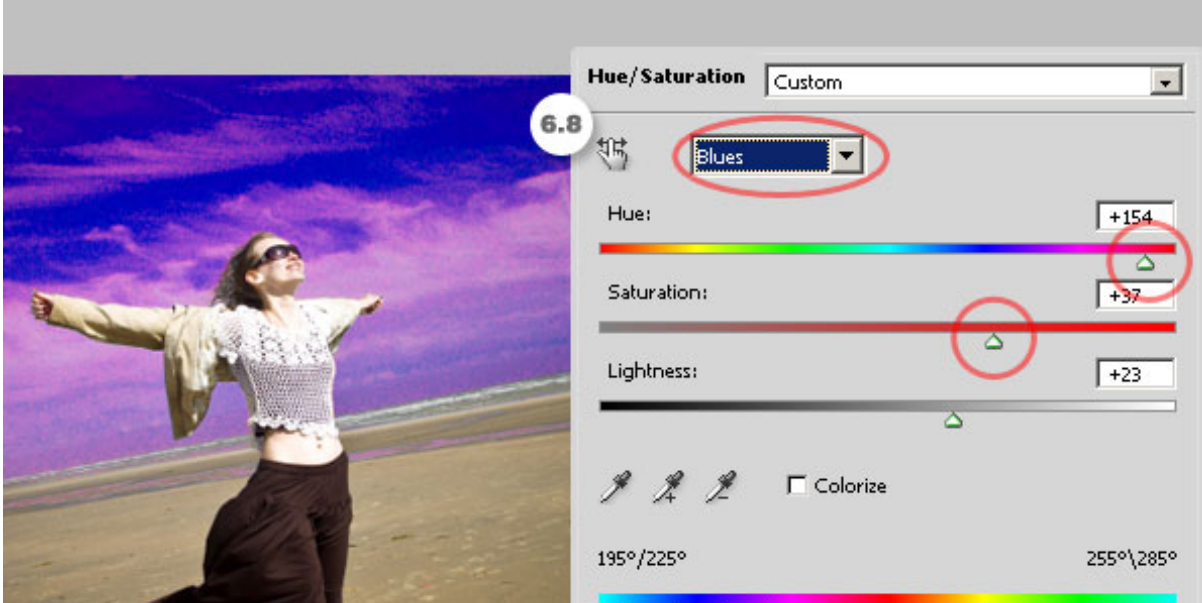 Hue/Saturation Custom
6.8
Blues
Hue: +154
Saturation: +37
Lightness: +23
Colorize
195°/225° 255°\285°